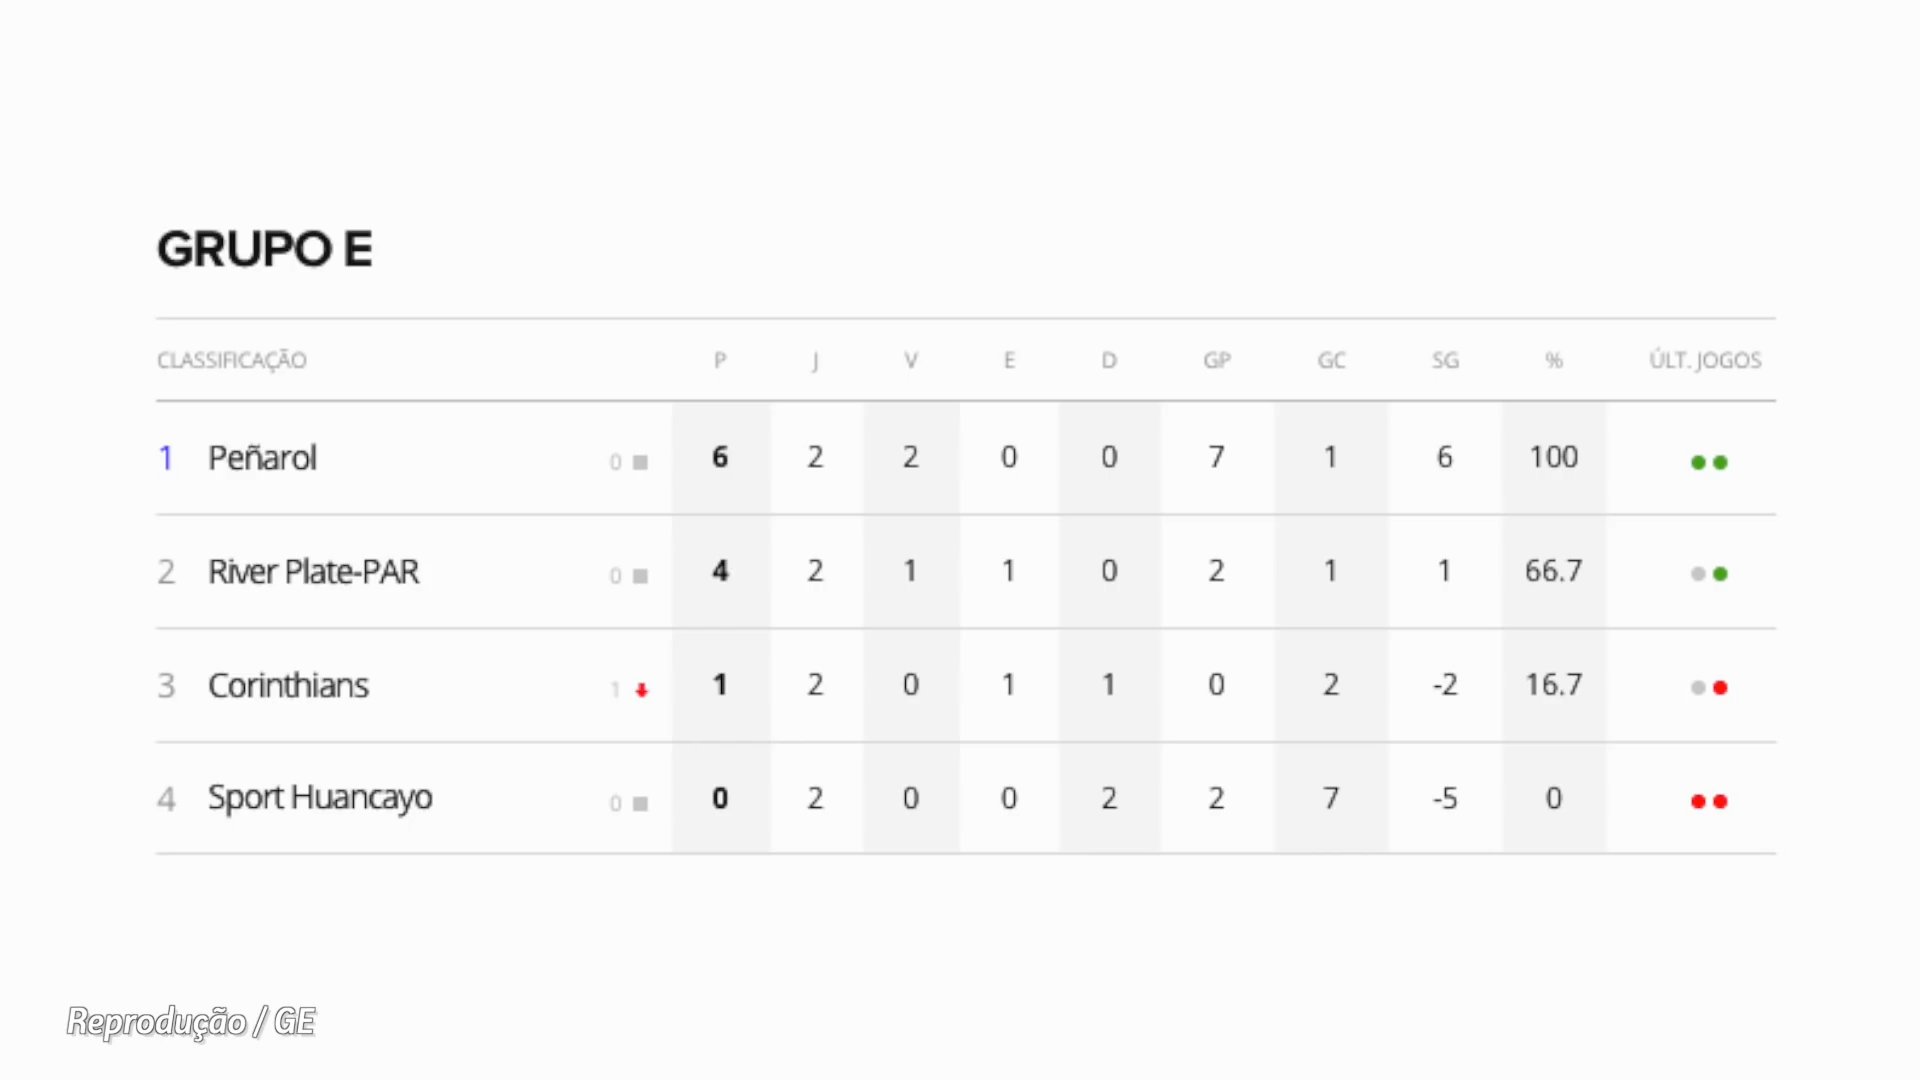 GRUPO E
CLASSIFICAÇÃO P J V E D GP GC SG % ÚLT. JOGOS
1 Peñarol 0 6 2 2 0 0 7 1 6 100
2 River Plate-PAR 0 4 2 1 1 0 2 1 1 66.7
3 Corinthians 1 1 2 0 1 1 0 2 -2 16.7
4 Sport Huancayo 0 0 2 0 0 2 2 7 -5 0
Reprodução / GE